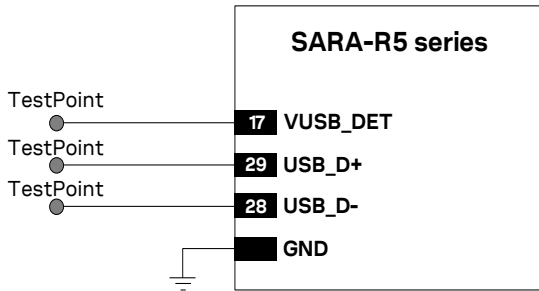 SARA-R5 series
TestPoint
17 VUSB_DET
TestPoint
29 USB_D+
TestPoint
28 USB_D-
GND